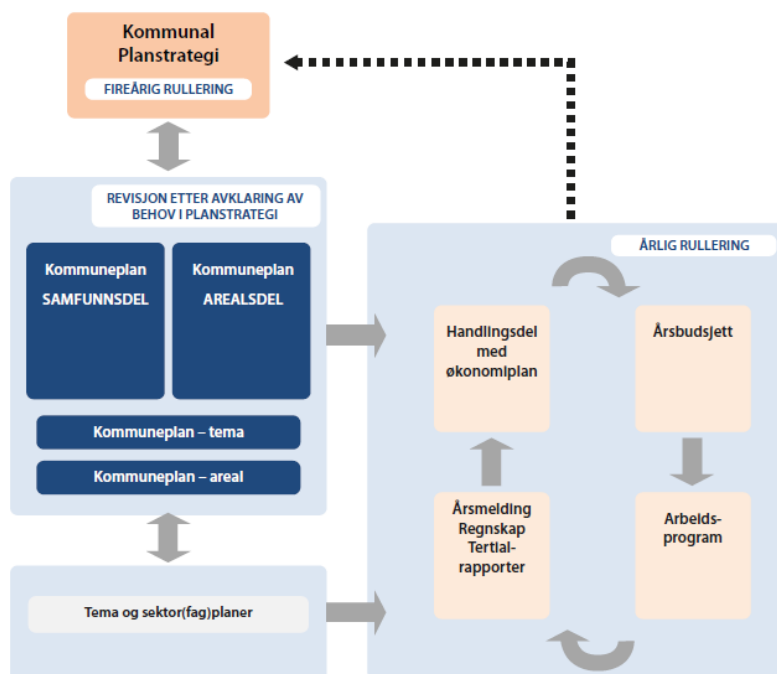 Kommunal
Planstrategi
FIREÅRIG RULLERING
REVISJON ETTER AVKLARING AV
BEHOV I PLANSTRATEGI
Kommuneplan
SAMFUNNSDEL
Kommuneplan
AREALSDEL
Kommuneplan – tema
Kommuneplan – areal
Tema og sektor(fag)planer
ÅRLIG RULLERING
Handlingsdel
med
økonomiplan
Årsbudsjett
Årsmelding
Regnskap
Tertial-
rapporter
Arbeids-
program